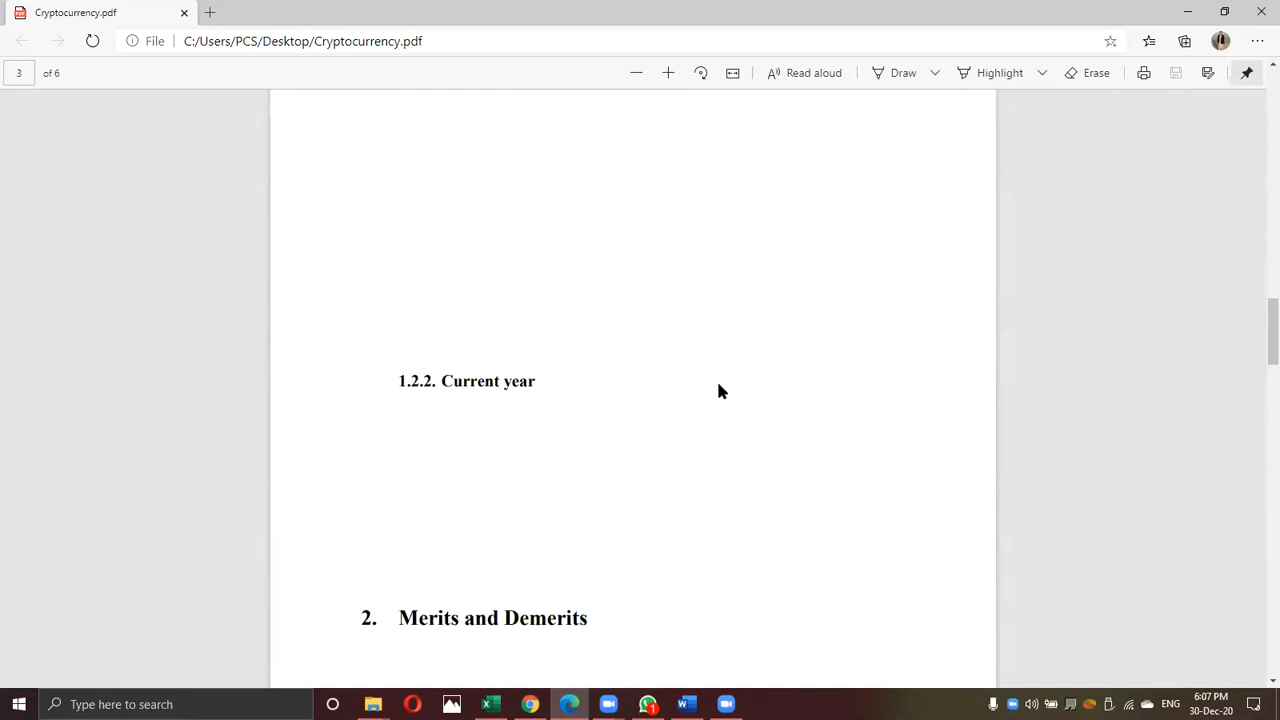 Cryptocurrency.pdf
File
C:/Users/PCS/Desktop/Cryptocurrency.pdf
3 of 6
Read aloud
Draw
Highlight
Erase
1.2.2. Current year
2. Merits and Demerits
Type here to search
1
ENG
6:07 PM
30-Dec-20